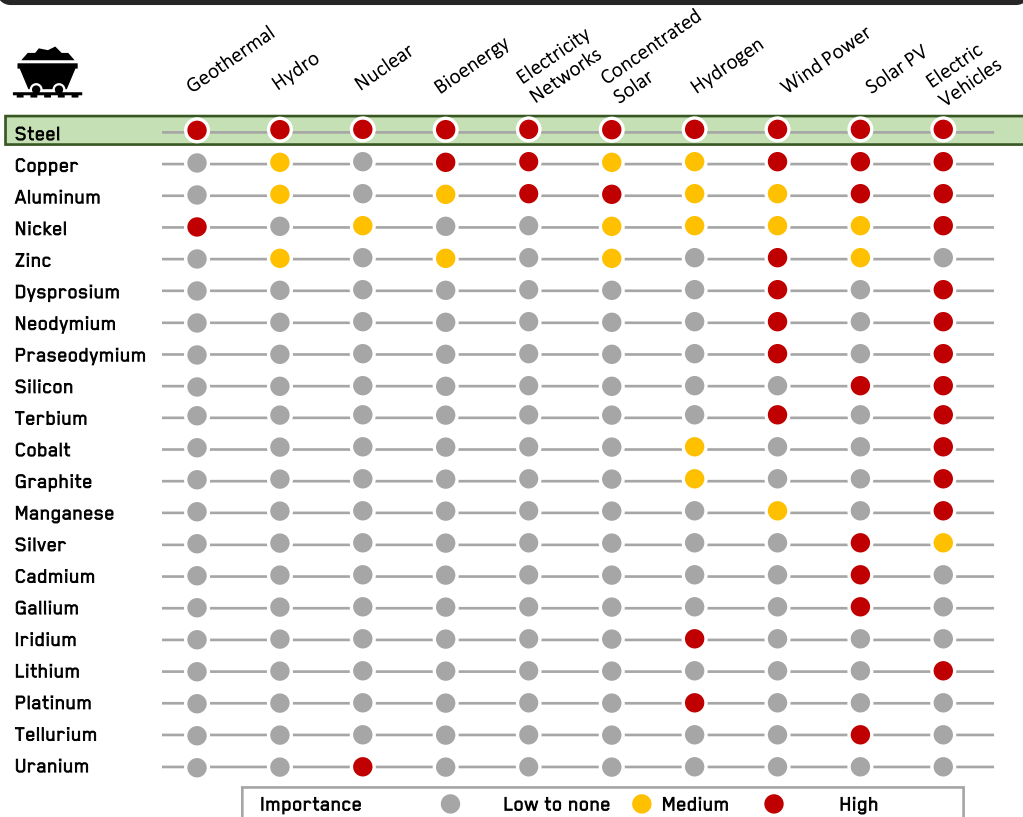 Geothermal
Hydro
Nuclear
Bioenergy
Electricity
Networks
Concentrated
Solar
Hydrogen
Wind Power
Solar PV
Electric
Vehicles
Steel
Copper
Aluminum
Nickel
Zinc
Dysprosium
Neodymium
Praseodymium
Silicon
Terbium
Cobalt
Graphite
Manganese
Silver
Cadmium
Gallium
Iridium
Lithium
Platinum
Tellurium
Uranium
Importance Low to none Medium High